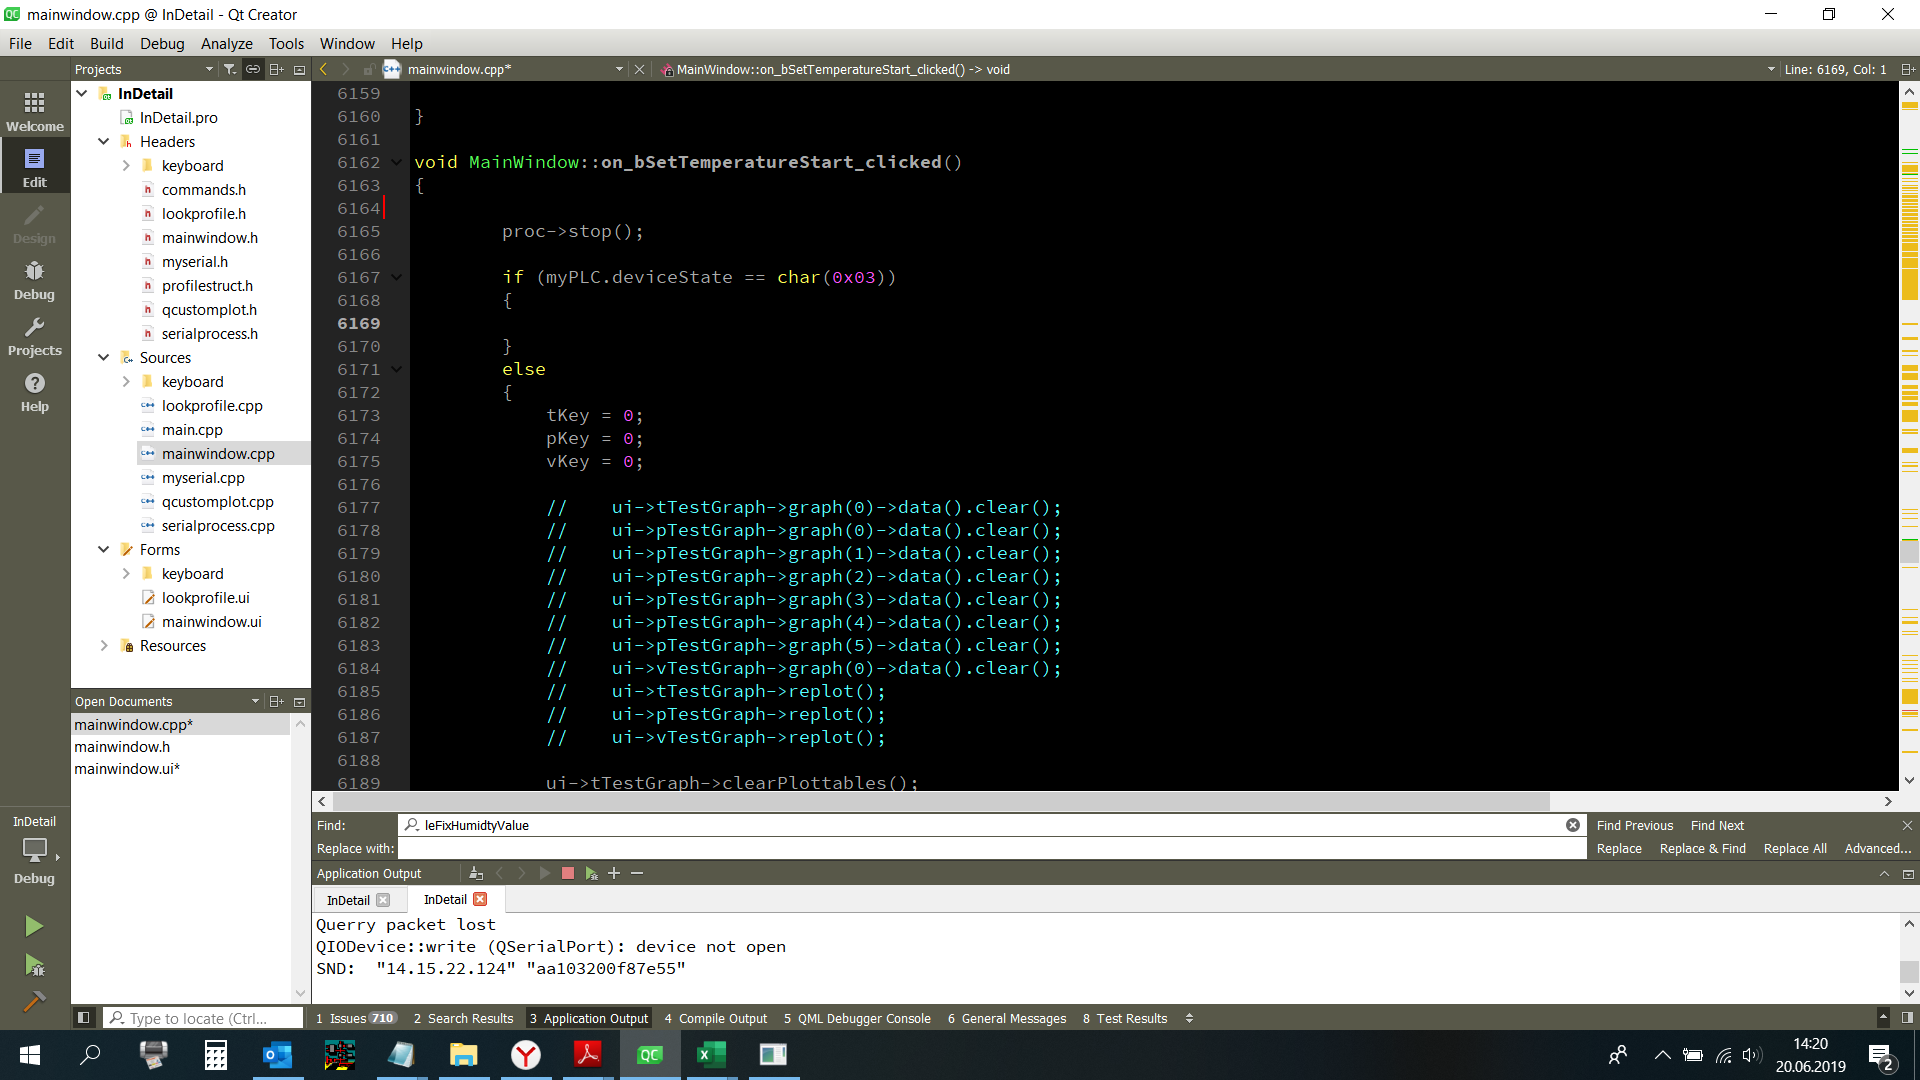 mainwindow.cpp @ InDetail - Qt Creator
File Edit Build Debug Analyze Tools Window Help
Projects
mainwindow.cpp*
MainWindow::on_bSetTemperatureStart_clicked() -> void
Line: 6169, Col: 1
Welcome
Edit
Design
Debug
Projects
Help
InDetail
InDetail.pro
Headers
keyboard
commands.h
lookprofile.h
mainwindow.h
myserial.h
profilestruct.h
qcustomplot.h
serialprocess.h
Sources
keyboard
lookprofile.cpp
main.cpp
mainwindow.cpp
myserial.cpp
qcustomplot.cpp
serialprocess.cpp
Forms
keyboard
lookprofile.ui
mainwindow.ui
Resources
Open Documents
mainwindow.cpp*
mainwindow.h
mainwindow.ui*
InDetail
Debug
6159
6160 }
6161
6162 void MainWindow::on_bSetTemperatureStart_clicked()
6163 {
6164
6165 proc->stop();
6166
6167 if (myPLC.deviceState == char(0x03))
6168 {
6169
6170 }
6171 else
6172 {
6173 tKey = 0;
6174 pKey = 0;
6175 vKey = 0;
6176
6177 // ui->tTestGraph->graph(0)->data().clear();
6178 // ui->pTestGraph->graph(0)->data().clear();
6179 // ui->pTestGraph->graph(1)->data().clear();
6180 // ui->pTestGraph->graph(2)->data().clear();
6181 // ui->pTestGraph->graph(3)->data().clear();
6182 // ui->pTestGraph->graph(4)->data().clear();
6183 // ui->pTestGraph->graph(5)->data().clear();
6184 // ui->vTestGraph->graph(0)->data().clear();
6185 // ui->tTestGraph->replot();
6186 // ui->pTestGraph->replot();
6187 // ui->vTestGraph->replot();
6188
6189 ui->tTestGraph->clearPlottables();
Find: leFixHumidtyValue Find Previous Find Next
Replace with: Replace Replace & Find Replace All Advanced...
Application Output
InDetail InDetail
Querry packet lost
QIODevice::write (QSerialPort): device not open
SND: "14.15.22.124" "aa103200f87e55"
Type to locate (Ctrl...
1 Issues 710 2 Search Results 3 Application Output 4 Compile Output 5 QML Debugger Console 6 General Messages 8 Test Results
14:20
20.06.2019
2